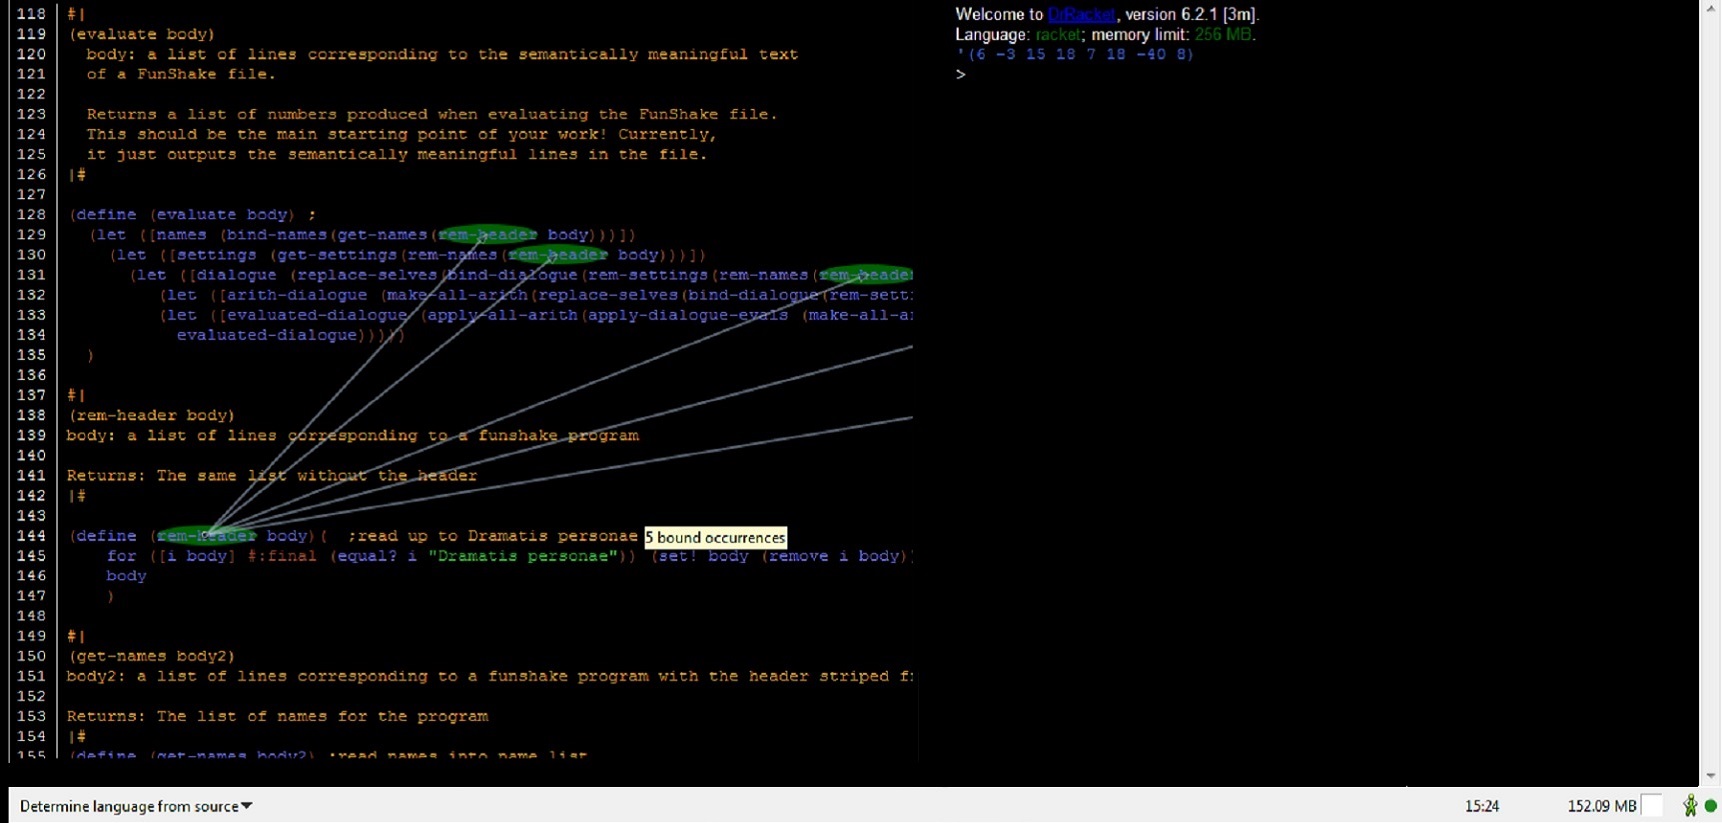 118 #|
119 (evaluate body)
120 body: a list of lines corresponding to the semantically meaningful text
121 of a FunShake file.
122
123 Returns a list of numbers produced when evaluating the FunShake file.
124 This should be the main starting point of your work! Currently,
125 it just outputs the semantically meaningful lines in the file.
126 |#
127
128 (define (evaluate body) ;
129 (let ([names (bind-names(get-names(rem-header body)))])
130 (let ([settings (get-settings(rem-names(rem-header body)))])
131 (let ([dialogue (replace-selves(bind-dialogue(rem-settings(rem-names(rem-header
132 (let ([arith-dialogue (make-all-arith(replace-selves(bind-dialogue(rem-setti
133 (let ([evaluated-dialogue (apply-all-arith(apply-dialogue-evals (make-all-ar
134 evaluated-dialogue)))))
135 )
136
137 #|
138 (rem-header body)
139 body: a list of lines corresponding to a funshake program
140
141 Returns: The same list without the header
142 |#
143
144 (define (rem-header body)( ;read up to Dramatis personae 5 bound occurrences
145 for ([i body] #:final (equal? i "Dramatis personae")) (set! body (remove i body))
146 body
147 )
148
149 #|
150 (get-names body2)
151 body2: a list of lines corresponding to a funshake program with the header striped
152
153 Returns: The list of names for the program
154 |#
155 (define (get-names body2) ;read names into name list
Welcome to DrRacket, version 6.2.1 [3m].
Language: racket; memory limit: 256 MB.
'(6 -3 15 18 7 18 -40 8)
>
Determine language from source 15:24 152.09 MB